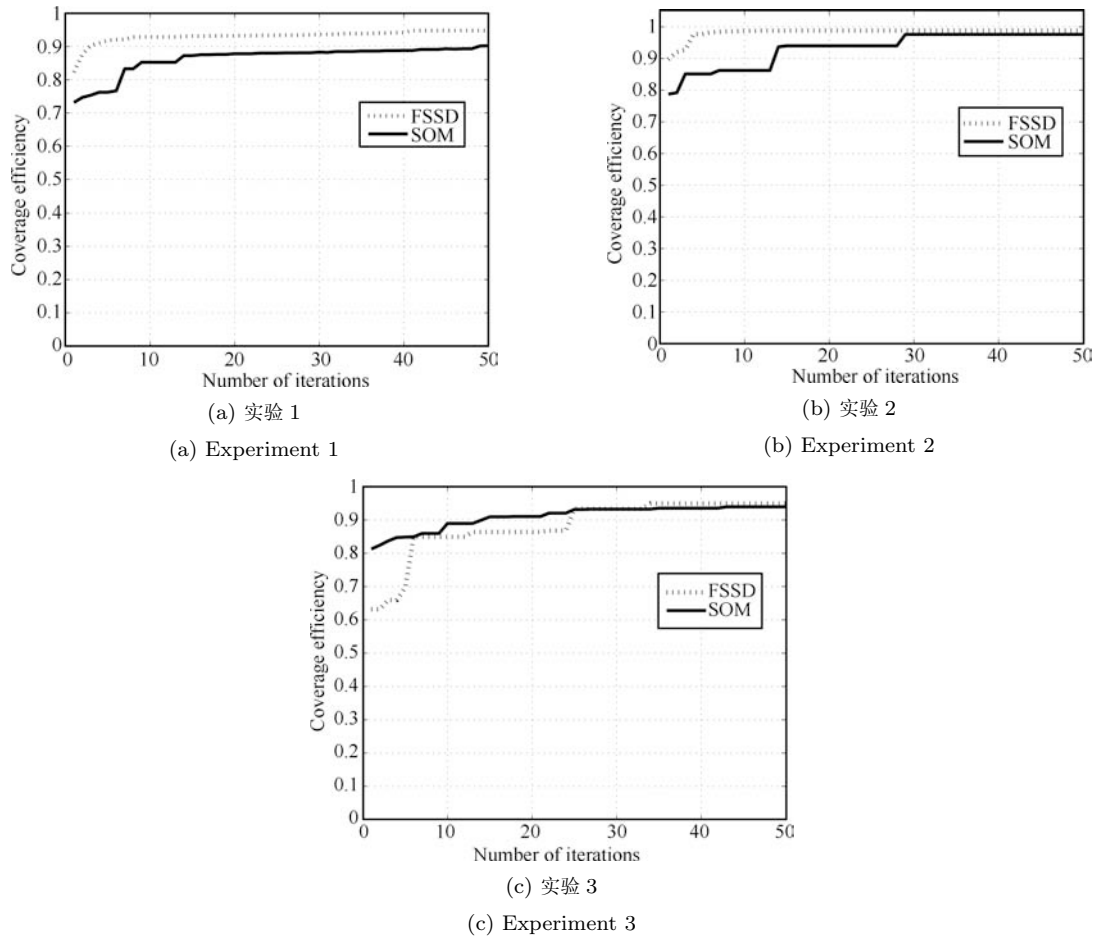 1
0.9
0.8
0.7
0.6
0.5
0.4
0.3
0.2
0.1
0
Coverage efficiency
FSSD
SOM
0 10 20 30 40 50
Number of iterations
(a) 实验 1
(a) Experiment 1
1
0.9
0.8
0.7
0.6
0.5
0.4
0.3
0.2
0.1
0
Coverage efficiency
FSSD
SOM
0 10 20 30 40 50
Number of iterations
(b) 实验 2
(b) Experiment 2
1
0.9
0.8
0.7
0.6
0.5
0.4
0.3
0.2
0.1
0
Coverage efficiency
FSSD
SOM
0 10 20 30 40 50
Number of iterations
(c) 实验 3
(c) Experiment 3